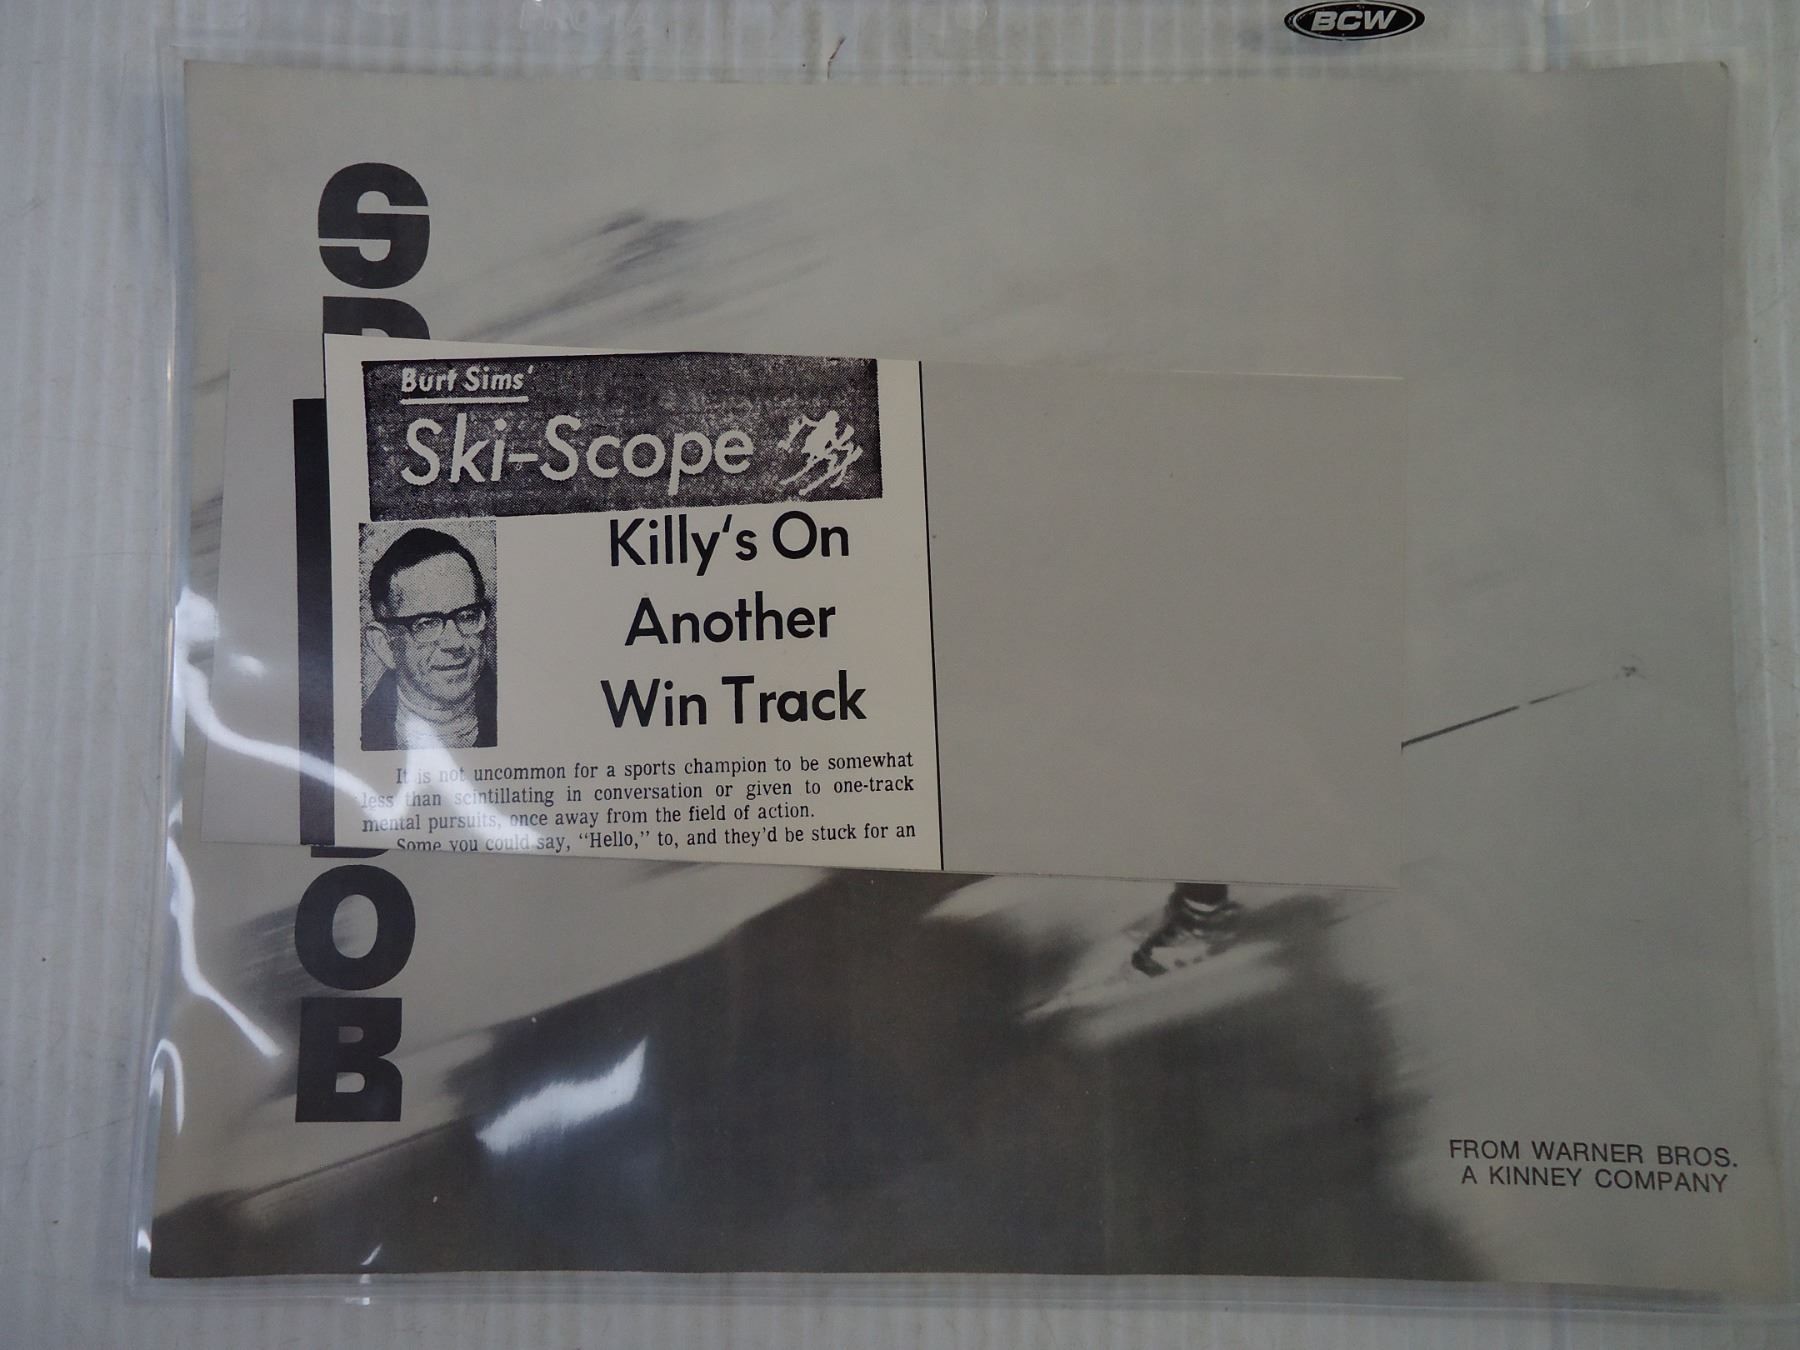 BCW
S
OB
Burt Sims'
Ski-Scope
Killy's On
Another
Win Track
It is not uncommon for a sports champion to be somewhat
less than scintillating in conversation or given to one-track
mental pursuits, once away from the field of action.
Some you could say, “Hello,” to, and they'd be stuck for an
FROM WARNER BROS.
A KINNEY COMPANY